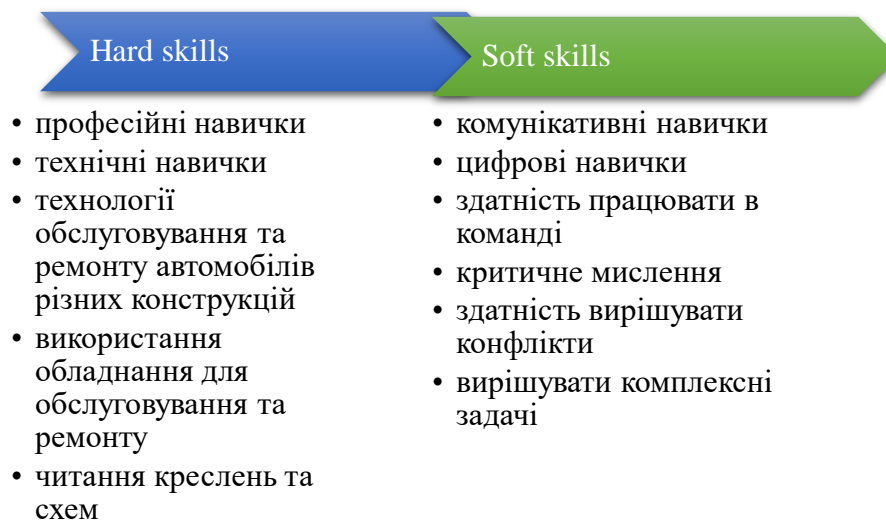 Hard skills
• професійні навички
• технічні навички
• технології
обслуговування та
ремонту автомобілів
різних конструкцій
• використання
обладнання для
обслуговування та
ремонту
• читання креслень та
схем
Soft skills
• комунікативні навички
• цифрові навички
• здатність працювати в
команді
• критичне мислення
• здатність вирішувати
конфлікти
• вирішувати комплексні
задачі